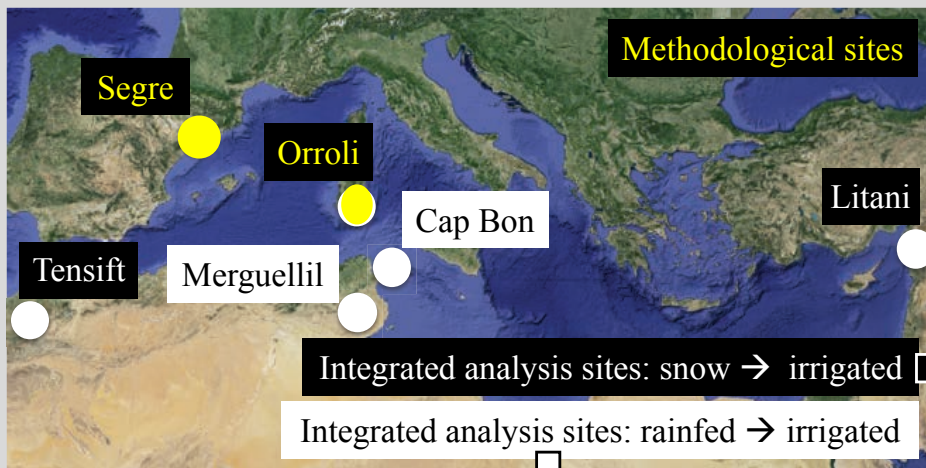 Methodological sites
Segre
Orroli
Litani
Cap Bon
Tensift
Merguellil
Integrated analysis sites: snow → irrigated
Integrated analysis sites: rainfed → irrigated